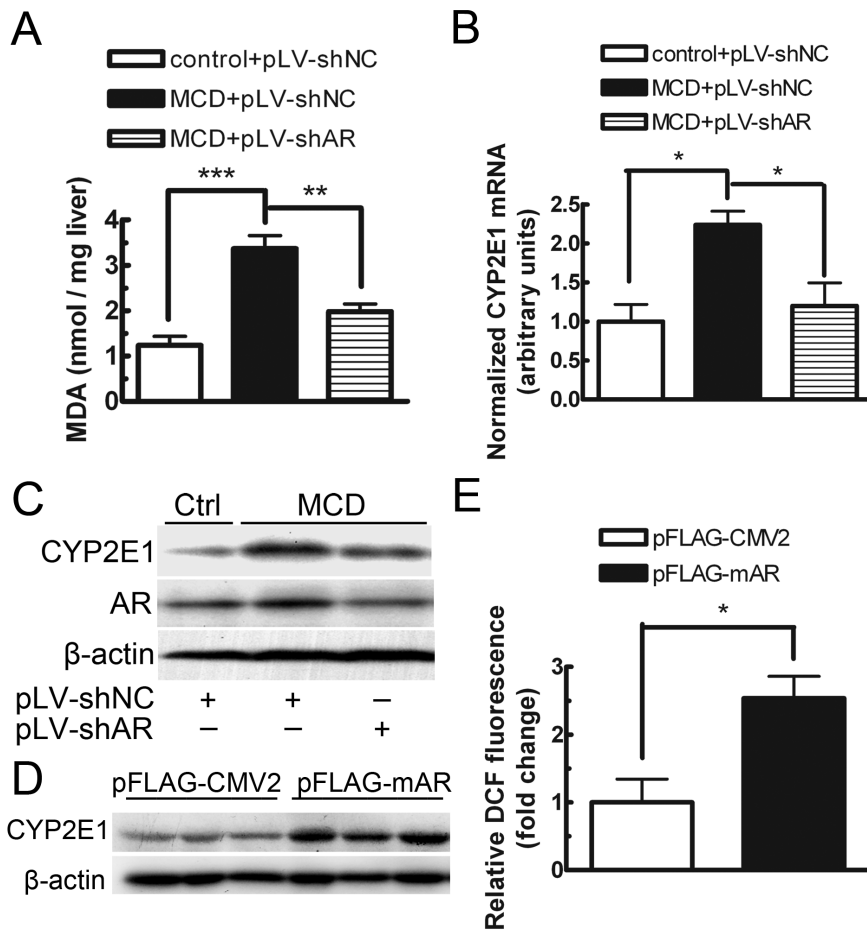 A
control+pLV-shNC
MCD+pLV-shNC
MCD+pLV-shAR
MDA (nmol / mg liver)
4
3
2
1
0
***
**
B
control+pLV-shNC
MCD+pLV-shNC
MCD+pLV-shAR
Normalized CYP2E1 mRNA
(arbitrary units)
2.5
2.0
1.5
1.0
0.5
0.0
*
*
C
Ctrl MCD
CYP2E1
AR
β-actin
pLV-shNC + + –
pLV-shAR – – +
D
pFLAG-CMV2 pFLAG-mAR
CYP2E1
β-actin
E
pFLAG-CMV2
pFLAG-mAR
Relative DCF fluorescence
(fold change)
3
2
1
0
*